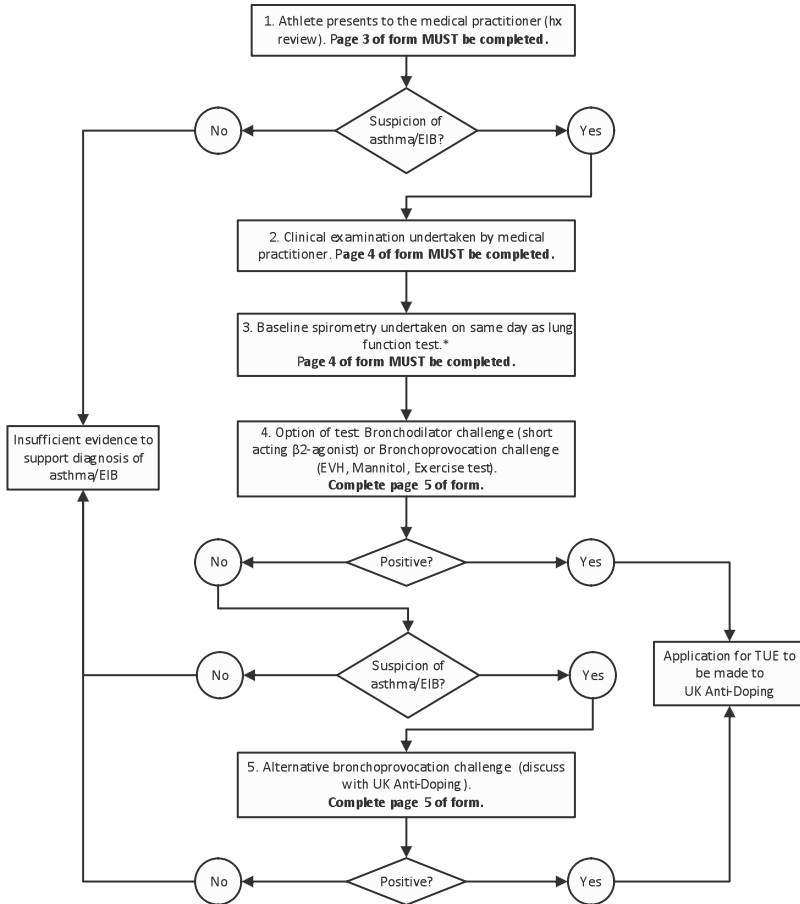 1. Athlete presents to the medical practitioner (hx
review). Page 3 of form MUST be completed.
Suspicion of
asthma/EIB?
No
Yes
2. Clinical examination undertaken by medical
practitioner. Page 4 of form MUST be completed.
3. Baseline spirometry undertaken on same day as lung
function test.*
Page 4 of form MUST be completed.
Insufficient evidence to
support diagnosis of
asthma/EIB
4. Option of test: Bronchodilator challenge (short
acting β2-agonist) or Bronchoprovocation challenge
(EVH, Mannitol, Exercise test).
Complete page 5 of form.
No
Positive?
Yes
Application for TUE to
be made to
UK Anti-Doping
No
Suspicion of
asthma/EIB?
Yes
5. Alternative bronchoprovocation challenge (discuss
with UK Anti-Doping).
Complete page 5 of form.
No
Positive?
Yes